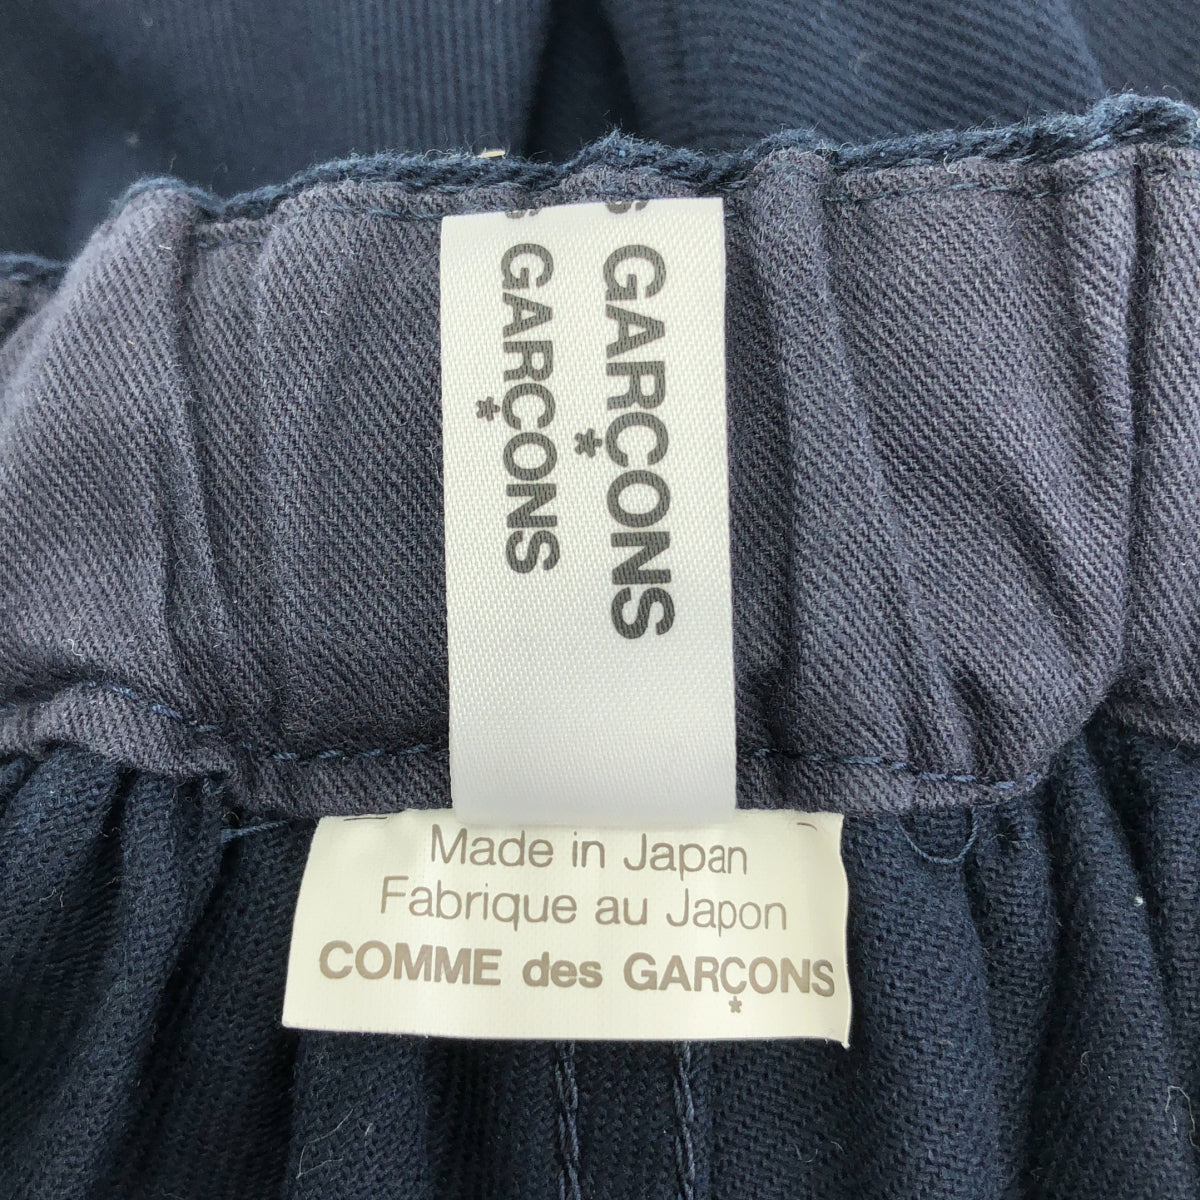 S GARÇONS
S GARÇONS
Made in Japan
Fabrique au Japon
COMME des GARÇONS